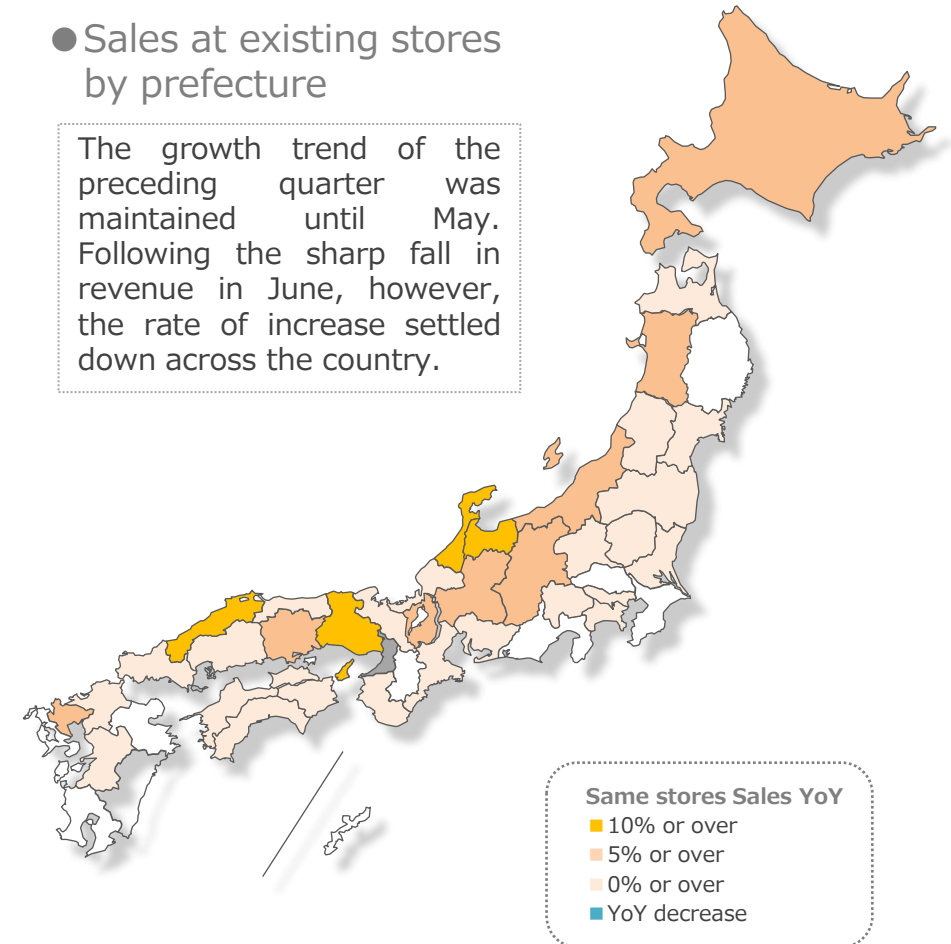 ●Sales at existing stores
by prefecture
The growth trend of the
preceding quarter was
maintained until May.
Following the sharp fall in
revenue in June, however,
the rate of increase settled
down across the country.
Same stores Sales YoY
10% or over
5% or over
0% or over
YoY decrease